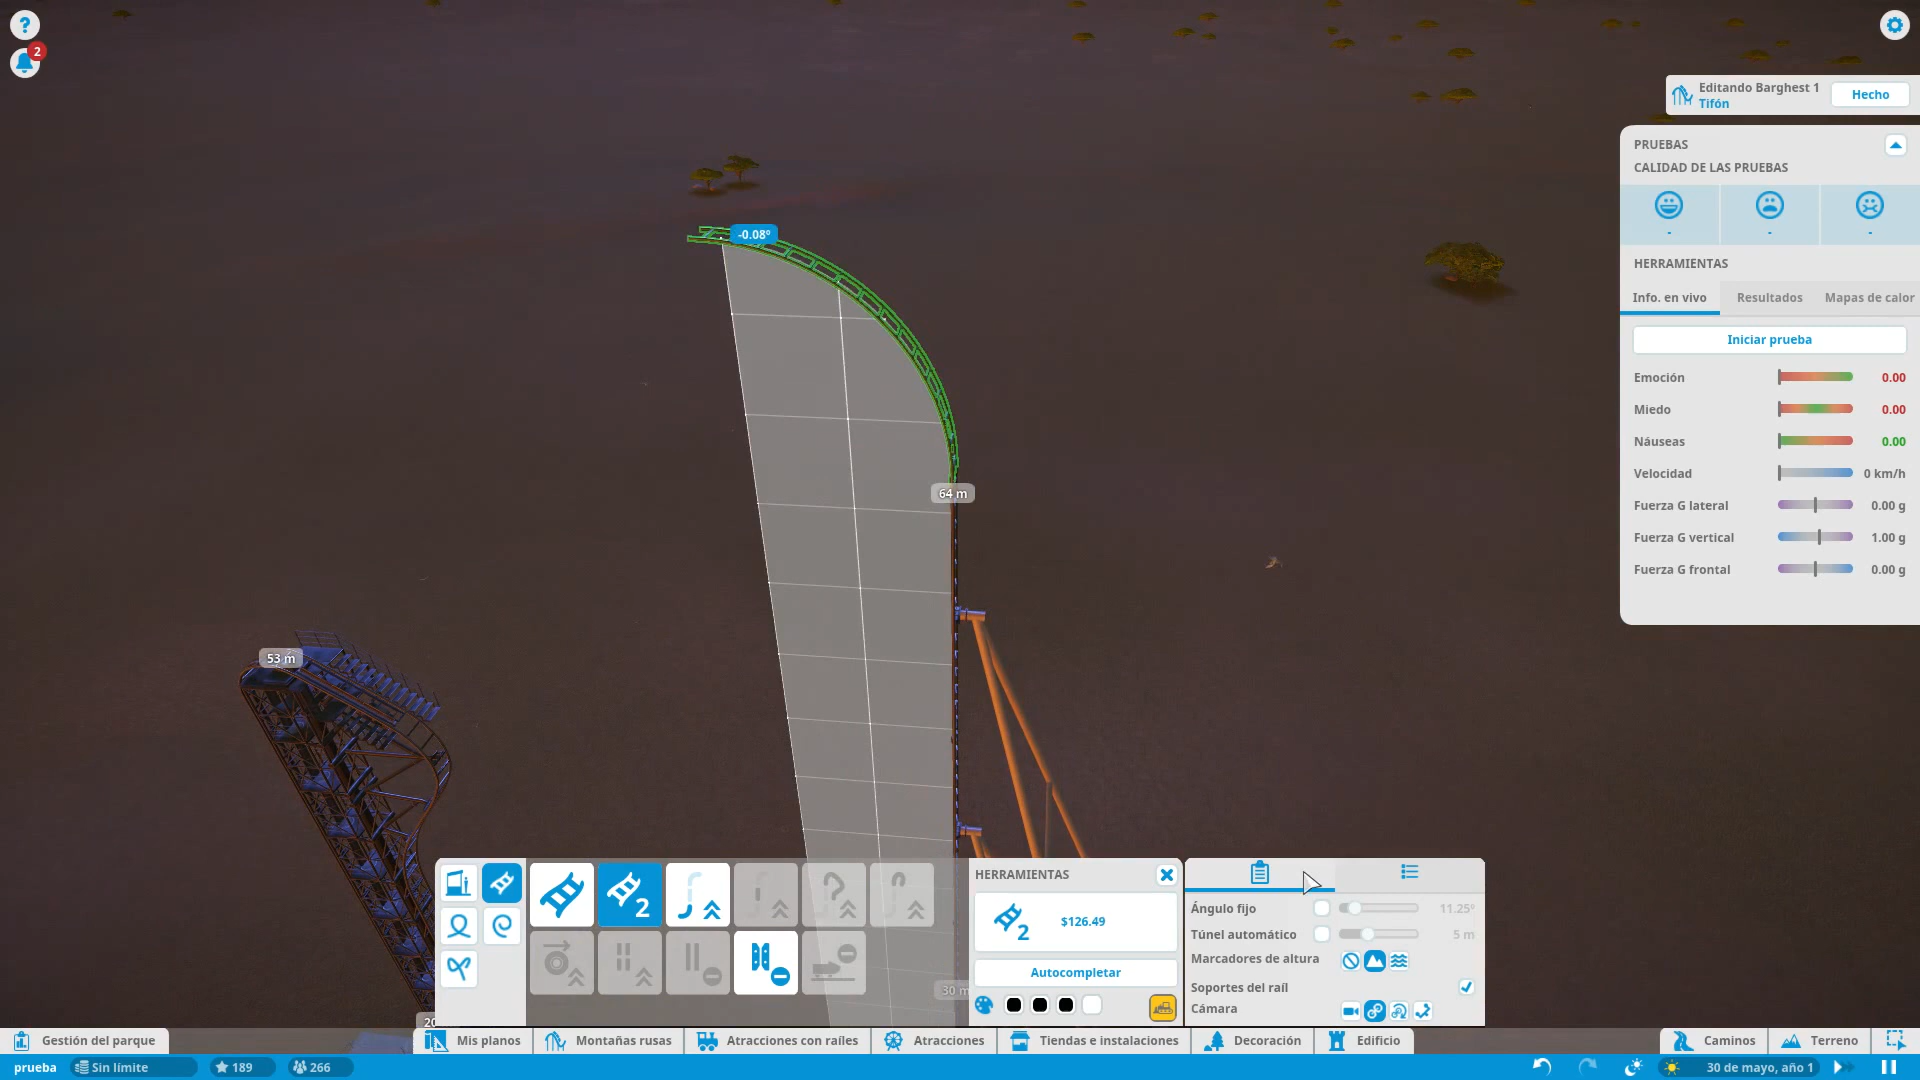 ?
2
Editando Barghest 1
Tifón
Hecho
PRUEBAS
CALIDAD DE LAS PRUEBAS
- - -
HERRAMIENTAS
Info. en vivo Resultados Mapas de calor
Iniciar prueba
Emoción 0.00
Miedo 0.00
Náuseas 0.00
Velocidad 0 km/h
Fuerza G lateral 0.00 g
Fuerza G vertical 1.00 g
Fuerza G frontal 0.00 g
-0.08°
64 m
53 m
30 m
20
2
HERRAMIENTAS
2 $126.49
Autocompletar
Ángulo fijo 11.25°
Túnel automático 5 m
Marcadores de altura
Soportes del raíl
Cámara
Gestión del parque
Mis planos
Montañas rusas
Atracciones con raíles
Atracciones
Tiendas e instalaciones
Decoración
Edificio
Caminos
Terreno
prueba
Sin límite
189
266
30 de mayo, año 1